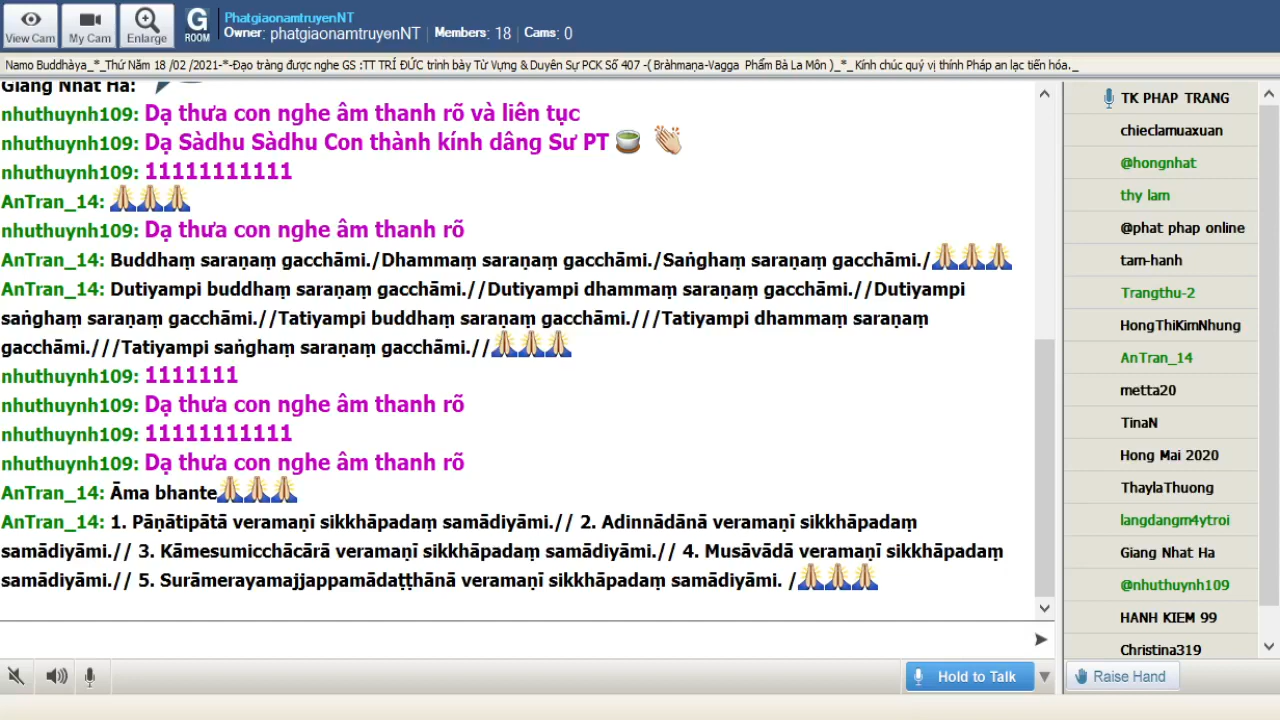 View Cam
My Cam
Enlarge
G
ROOM
PhatgiaonamtruyenNT
Owner: phatgiaonamtruyenNT | Members: 18 | Cams: 0
Namo Buddhàya_*_Thứ Năm 18 /02 /2021-*-Đạo tràng được nghe GS :TT TRÍ ĐỨC trình bày Từ Vựng & Duyên Sự PCK Số 407 -( Bràhmaṇa-Vagga Phẩm Bà La Môn )_*_ Kính chúc quý vị thính Pháp an lạc tiến hóa._
Giang Nhat Ha:
nhuthuynh109: Dạ thưa con nghe âm thanh rõ và liên tục
nhuthuynh109: Dạ Sàdhu Sàdhu Con thành kính dâng Sư PT 🍵 👏
nhuthuynh109: 11111111111
AnTran_14: 🙏🙏🙏
nhuthuynh109: Dạ thưa con nghe âm thanh rõ
AnTran_14: Buddhaṃ saraṇaṃ gacchāmi./Dhammaṃ saraṇaṃ gacchāmi./Saṅghaṃ saraṇaṃ gacchāmi./🙏🙏🙏
AnTran_14: Dutiyampi buddhaṃ saraṇaṃ gacchāmi.//Dutiyampi dhammaṃ saraṇaṃ gacchāmi.//Dutiyampi
saṅghaṃ saraṇaṃ gacchāmi.//Tatiyampi buddhaṃ saraṇaṃ gacchāmi.///Tatiyampi dhammaṃ saraṇaṃ
gacchāmi.///Tatiyampi saṅghaṃ saraṇaṃ gacchāmi.//🙏🙏🙏
nhuthuynh109: 1111111
nhuthuynh109: Dạ thưa con nghe âm thanh rõ
nhuthuynh109: 11111111111
nhuthuynh109: Dạ thưa con nghe âm thanh rõ
AnTran_14: Āma bhante🙏🙏🙏
AnTran_14: 1. Pāṇātipātā veramaṇī sikkhāpadaṃ samādiyāmi.// 2. Adinnādānā veramaṇī sikkhāpadaṃ
samādiyāmi.// 3. Kāmesumicchācārā veramaṇī sikkhāpadaṃ samādiyāmi.// 4. Musāvādā veramaṇī sikkhāpadaṃ
samādiyāmi.// 5. Surāmerayamajjappamādaṭṭhānā veramaṇī sikkhāpadaṃ samādiyāmi. /🙏🙏🙏
TK PHAP TRANG
chieclamuaxuan
@hongnhat
thy lam
@phat phap online
tam-hanh
Trangthu-2
HongThiKimNhung
AnTran_14
metta20
TinaN
Hong Mai 2020
ThaylaThuong
langdangm4ytroi
Giang Nhat Ha
@nhuthuynh109
HANH KIEM 99
Christina319
Hold to Talk
Raise Hand